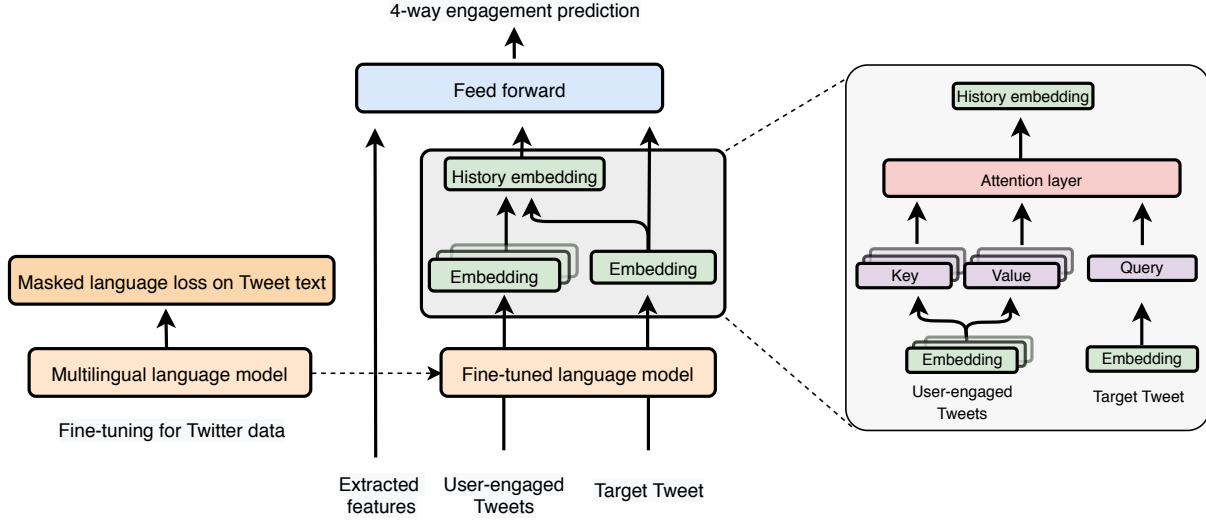 4-way engagement prediction
Feed forward
History embedding
Embedding
Embedding
Masked language loss on Tweet text
Multilingual language model
Fine-tuned language model
Fine-tuning for Twitter data
Extracted
features
User-engaged
Tweets
Target Tweet
History embedding
Attention layer
Key
Value
Query
Embedding
Embedding
User-engaged
Tweets
Target Tweet